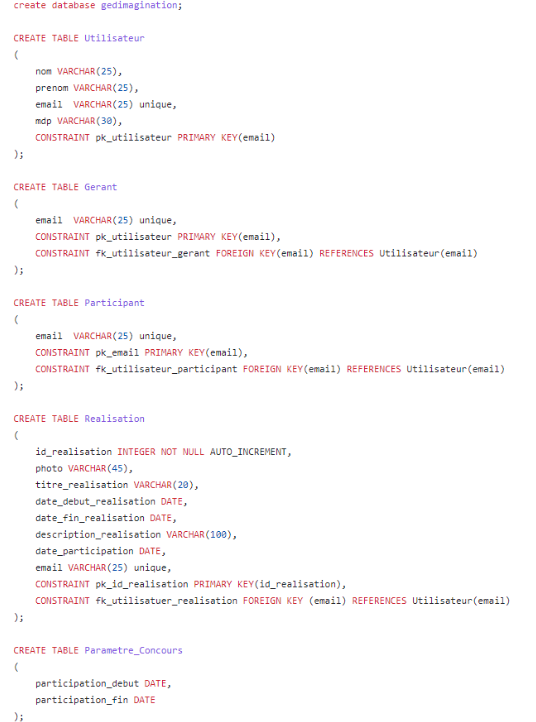 create database gedimagination;
CREATE TABLE Utilisateur
(
nom VARCHAR(25),
prenom VARCHAR(25),
email  VARCHAR(25) unique,
mdp VARCHAR(30),
CONSTRAINT pk_utilisateur PRIMARY KEY(email)
);
CREATE TABLE Gerant
(
email  VARCHAR(25) unique,
CONSTRAINT pk_utilisateur PRIMARY KEY(email),
CONSTRAINT fk_utilisateur_gerant FOREIGN KEY(email) REFERENCES Utilisateur(email)
);
CREATE TABLE Participant
(
email  VARCHAR(25) unique,
CONSTRAINT pk_email PRIMARY KEY(email),
CONSTRAINT fk_utilisateur_participant FOREIGN KEY(email) REFERENCES Utilisateur(email)
);
CREATE TABLE Realisation
(
id_realisation INTEGER NOT NULL AUTO_INCREMENT,
photo VARCHAR(45),
titre_realisation VARCHAR(20),
date_debut_realisation DATE,
date_fin_realisation DATE,
description_realisation VARCHAR(100),
date_participation DATE,
email VARCHAR(25) unique,
CONSTRAINT pk_id_realisation PRIMARY KEY(id_realisation),
CONSTRAINT fk_utilisatuer_realisation FOREIGN KEY (email) REFERENCES Utilisateur(email)
);
CREATE TABLE Parametre_Concours
(
participation_debut DATE,
participation_fin DATE
);